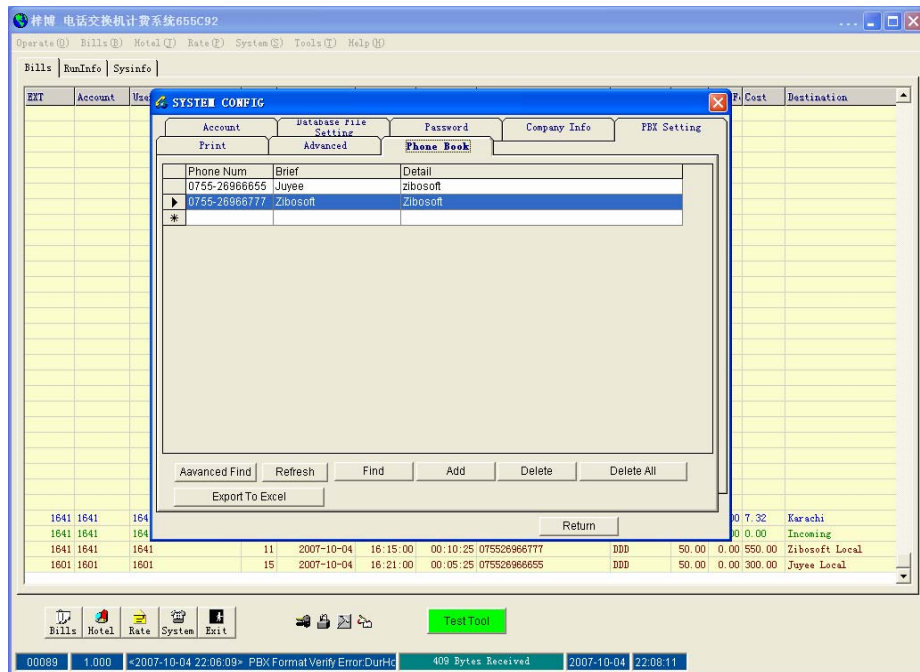 梓博 电话交换机计费系统655C92
Operate(O) Bills(B) Hotel(J) Rate(P) System(S) Tools(T) Help(H)
Bills RunInfo Sysinfo
EXT Account Cost Destination
SYSTEM CONFIG
Account Database File Setting Password Company Info PBX Setting
Print Advanced Phone Book
Phone Num Brief Detail
0755-26966655 Juyee zibosoft
0755-26966777 Zibosoft Zibosoft
Aavanced Find Refresh Find Add Delete Delete All
Export To Excel
Return
1641 1641 164 00 7.32 Karachi
1641 1641 164 00 0.00 Incoming
1641 1641 1641 11 2007-10-04 16:15:00 00:10:25 075526966777 DDD 50.00 0.00 550.00 Zibosoft Local
1601 1601 1601 15 2007-10-04 16:21:00 00:05:25 075526966655 DDD 50.00 0.00 300.00 Juyee Local
Bills Hotel Rate System Exit Test Tool
00089 1.000 <2007-10-04 22:06:09> PBX Format Verify Error:DurHo 409 Bytes Received 2007-10-04 22:08:11